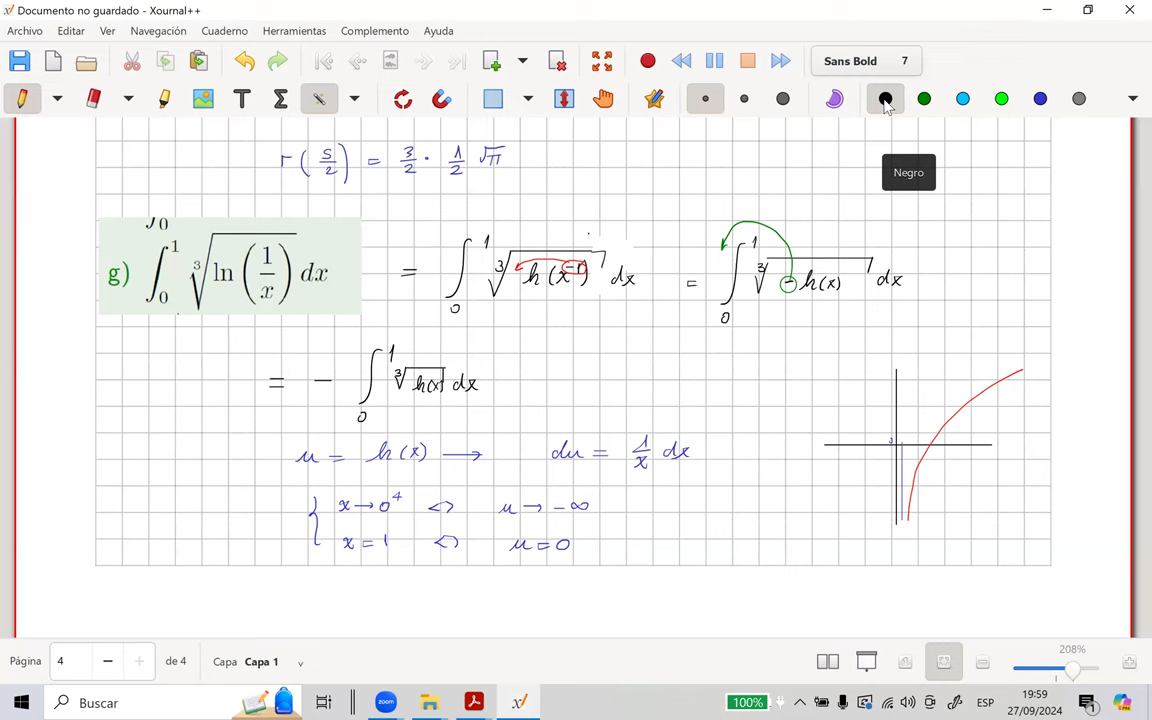 Documento no guardado - Xournal++
Archivo Editar Ver Navegación Cuaderno Herramientas Complemento Ayuda
Sans Bold 7
Negro
Γ(5/2) = 3/2 · 1/2 √π
g) ∫₀¹ ∛ln(1/x) dx = ∫₀¹ ∛ln(x⁻¹) dx = ∫₀¹ ∛-ln(x) dx
= - ∫₀¹ ∛ln(x) dx
u = ln(x) → du = 1/x dx
x → 0⁺ <> u → -∞
x = 1 <> u = 0
0
Página 4 de 4 Capa Capa 1 208%
Buscar
100% ESP 19:59
27/09/2024
1